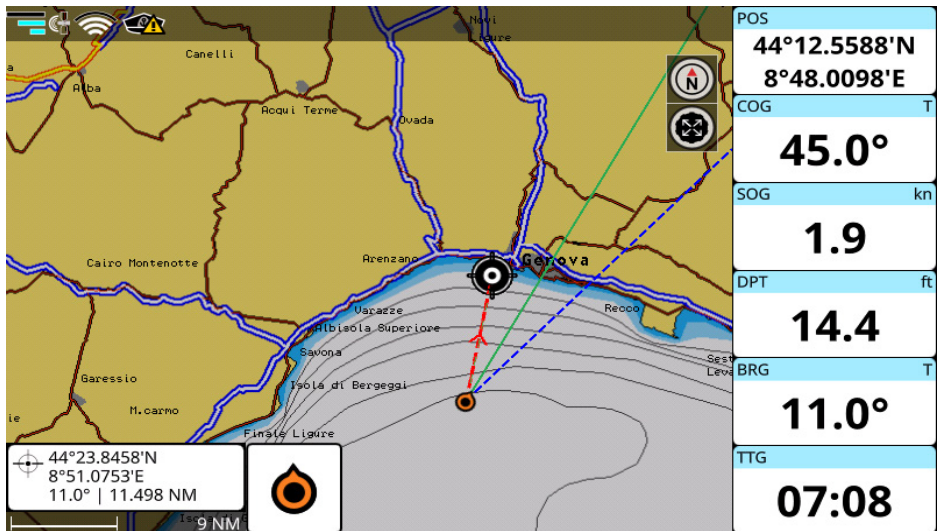 Novi
Ligure
Canelli
a
Alba
Acqui Terme
Ovada
N
Arenzano
Genova
Cairo Montenotte
Varazze
Recco
Albisola Superiore
Savona
Sest
Leva
Garessio
Isola di Bergeggi
M.carmo
ie
Finale Ligure
44°23.8458'N
8°51.0753'E
11.0° | 11.498 NM
9 NM
POS
44°12.5588'N
8°48.0098'E
COG T
45.0°
SOG kn
1.9
DPT ft
14.4
BRG T
11.0°
TTG
07:08